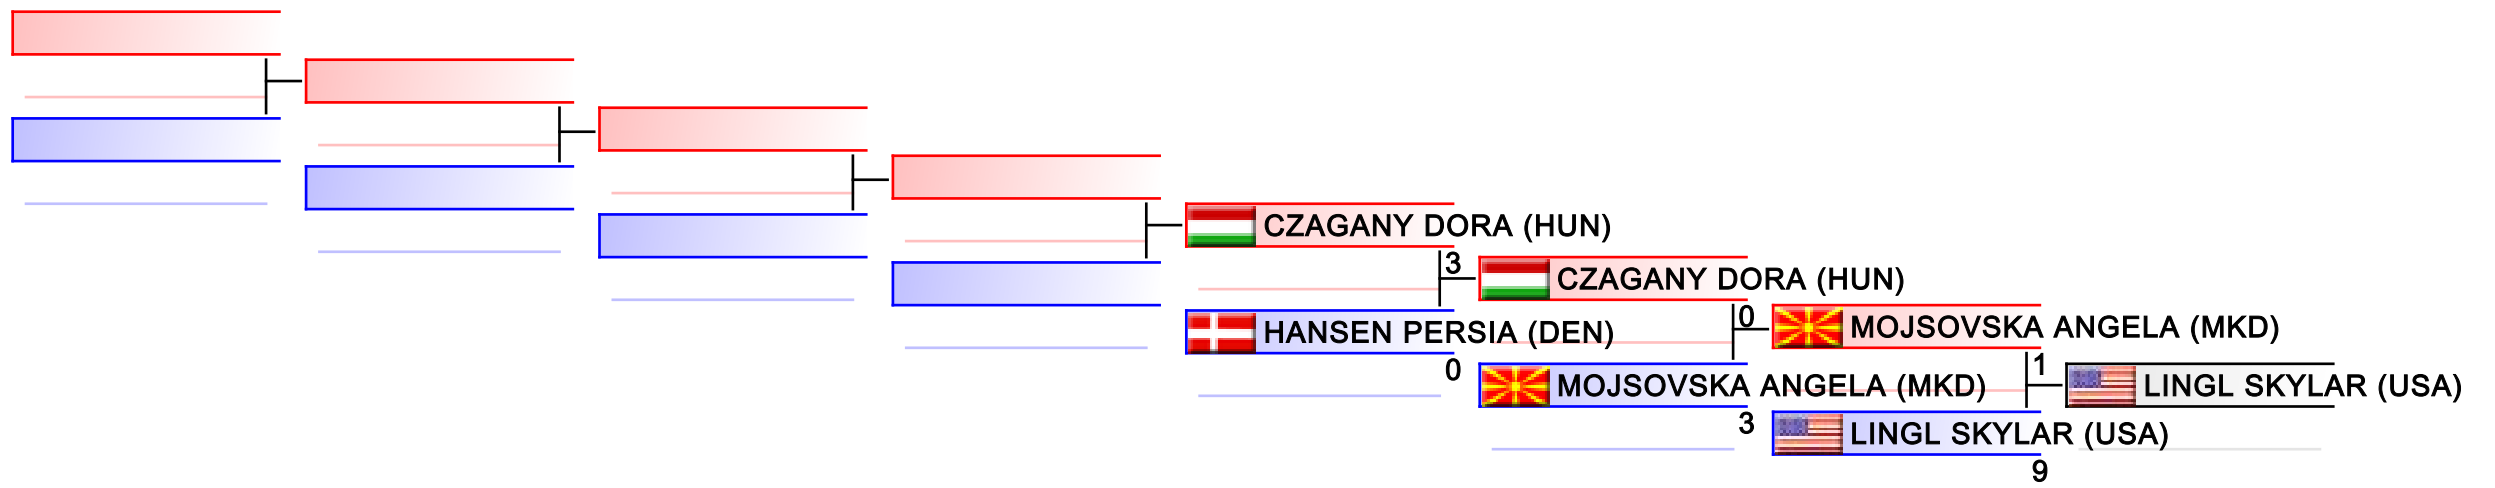 CZAGANY DORA (HUN)
3
CZAGANY DORA (HUN)
HANSEN PERSIA (DEN)
0
0
MOJSOVSKA ANGELA (MKD)
MOJSOVSKA ANGELA (MKD)
3
1
LINGL SKYLAR (USA)
LINGL SKYLAR (USA)
9